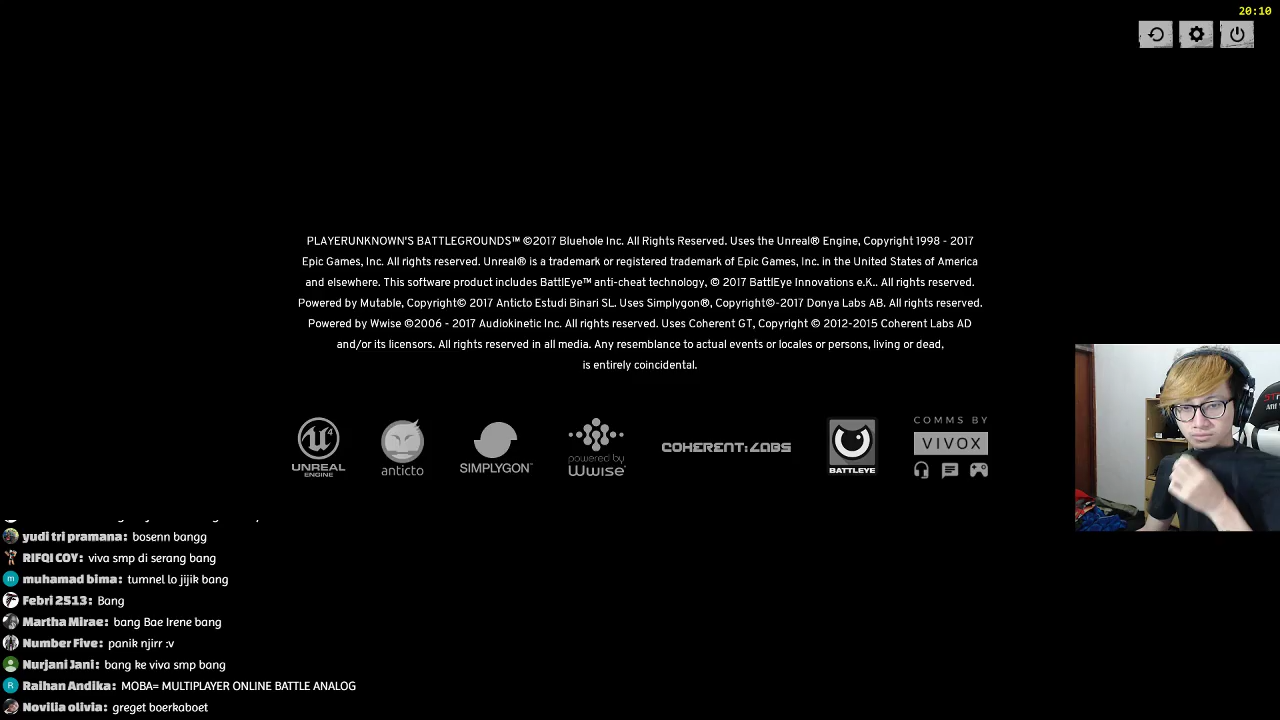 20:10
PLAYERUNKNOWN'S BATTLEGROUNDS™ ©2017 Bluehole Inc. All Rights Reserved. Uses the Unreal® Engine, Copyright 1998 - 2017
Epic Games, Inc. All rights reserved. Unreal® is a trademark or registered trademark of Epic Games, Inc. in the United States of America
and elsewhere. This software product includes BattlEye™ anti-cheat technology, © 2017 BattlEye Innovations e.K.. All rights reserved.
Powered by Mutable, Copyright© 2017 Anticto Estudi Binari SL. Uses Simplygon®, Copyright©-2017 Donya Labs AB. All rights reserved.
Powered by Wwise ©2006 - 2017 Audiokinetic Inc. All rights reserved. Uses Coherent GT, Copyright © 2012-2015 Coherent Labs AD
and/or its licensors. All rights reserved in all media. Any resemblance to actual events or locales or persons, living or dead,
is entirely coincidental.
UNREAL ENGINE 4
anticto
SIMPLYGON™
powered by Wwise
COHERENT:LABS
BATTLEYE
COMMS BY
VIVOX
yudi tri pramana: bosenn bangg
RIFQI COY: viva smp di serang bang
m muhamad bima: tumnel lo jijik bang
Febri 2513: Bang
Martha Mirae: bang Bae Irene bang
Number Five: panik njirr :v
Nurjani Jani: bang ke viva smp bang
R Raihan Andika: MOBA= MULTIPLAYER ONLINE BATTLE ANALOG
Novilia olivia: greget boerkaboet